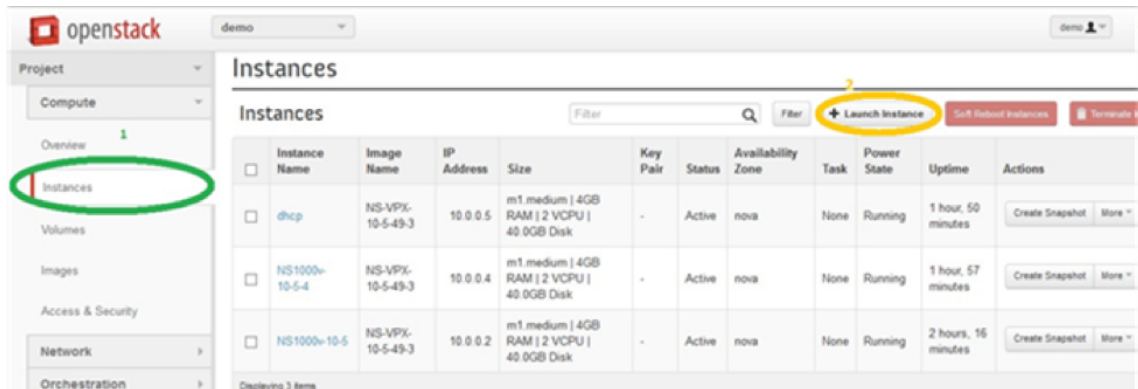 openstack
demo
demo
Project
Compute
Overview
1
Instances
Volumes
Images
Access & Security
Network
Orchestration
Instances
Instances
Filter
Filter
2
+ Launch Instance
Soft Reboot Instances
Terminate I
Instance Name
Image Name
IP Address
Size
Key Pair
Status
Availability Zone
Task
Power State
Uptime
Actions
dhcp
NS-VPX-
10-5-49-3
10.0.0.5
m1.medium | 4GB
RAM | 2 VCPU |
40.0GB Disk
-
Active
nova
None
Running
1 hour, 50
minutes
Create Snapshot
More
NS1000v-
10-5-4
NS-VPX-
10-5-49-3
10.0.0.4
m1.medium | 4GB
RAM | 2 VCPU |
40.0GB Disk
-
Active
nova
None
Running
1 hour, 57
minutes
Create Snapshot
More
NS1000v-10-5
NS-VPX-
10-5-49-3
10.0.0.2
m1.medium | 4GB
RAM | 2 VCPU |
40.0GB Disk
-
Active
nova
None
Running
2 hours, 16
minutes
Create Snapshot
More
Displaying 3 items